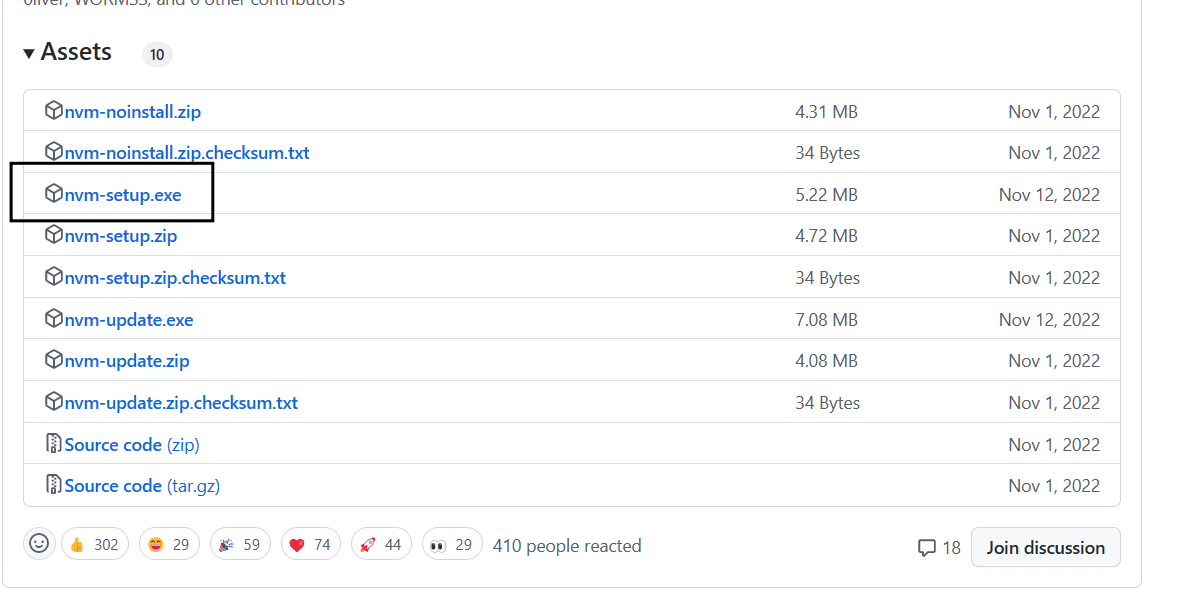 oliver, WORMSS, and 6 other contributors
Assets 10
nvm-noinstall.zip 4.31 MB Nov 1, 2022
nvm-noinstall.zip.checksum.txt 34 Bytes Nov 1, 2022
nvm-setup.exe 5.22 MB Nov 12, 2022
nvm-setup.zip 4.72 MB Nov 1, 2022
nvm-setup.zip.checksum.txt 34 Bytes Nov 1, 2022
nvm-update.exe 7.08 MB Nov 12, 2022
nvm-update.zip 4.08 MB Nov 1, 2022
nvm-update.zip.checksum.txt 34 Bytes Nov 1, 2022
Source code (zip) Nov 1, 2022
Source code (tar.gz) Nov 1, 2022
302 29 59 74 44 29 410 people reacted 18 Join discussion